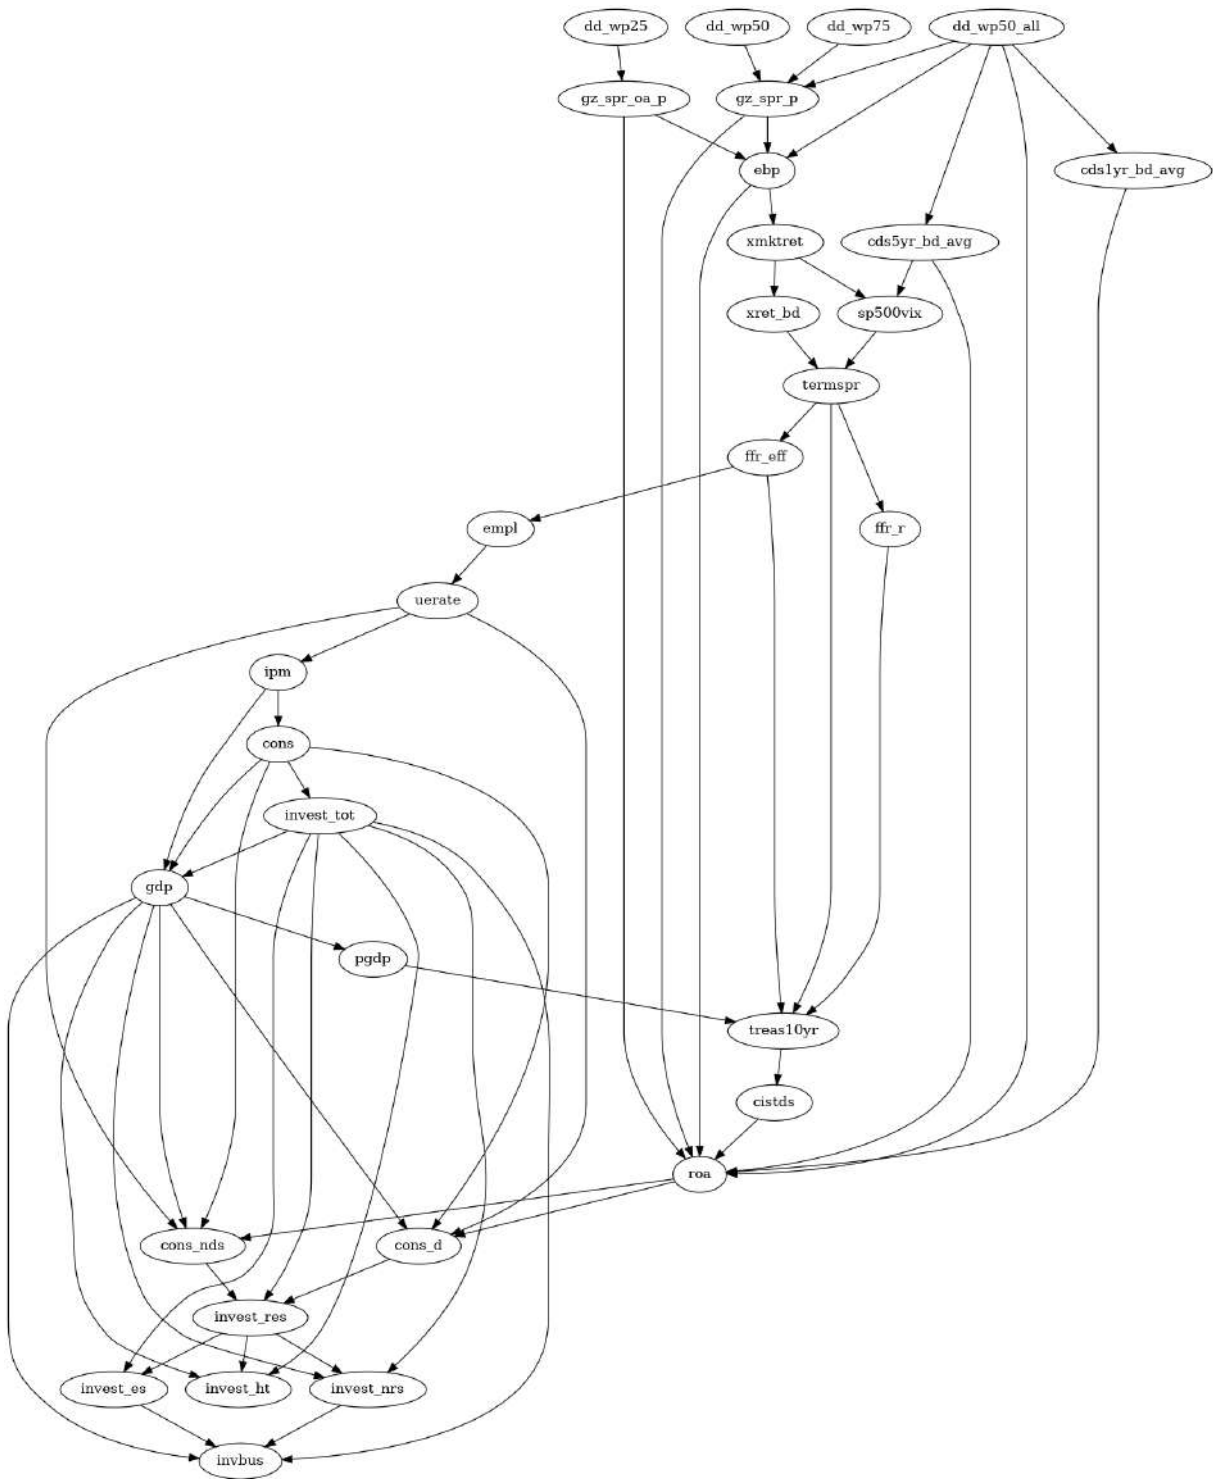 dd_wp25
dd_wp50
dd_wp75
dd_wp50_all
gz_spr_oa_p
gz_spr_p
ebp
cds1yr_bd_avg
xmktret
cds5yr_bd_avg
xret_bd
sp500vix
termspr
ffr_eff
empl
ffr_r
uerate
ipm
cons
invest_tot
gdp
pgdp
treas10yr
cistds
roa
cons_nds
cons_d
invest_res
invest_es
invest_ht
invest_nrs
invbus